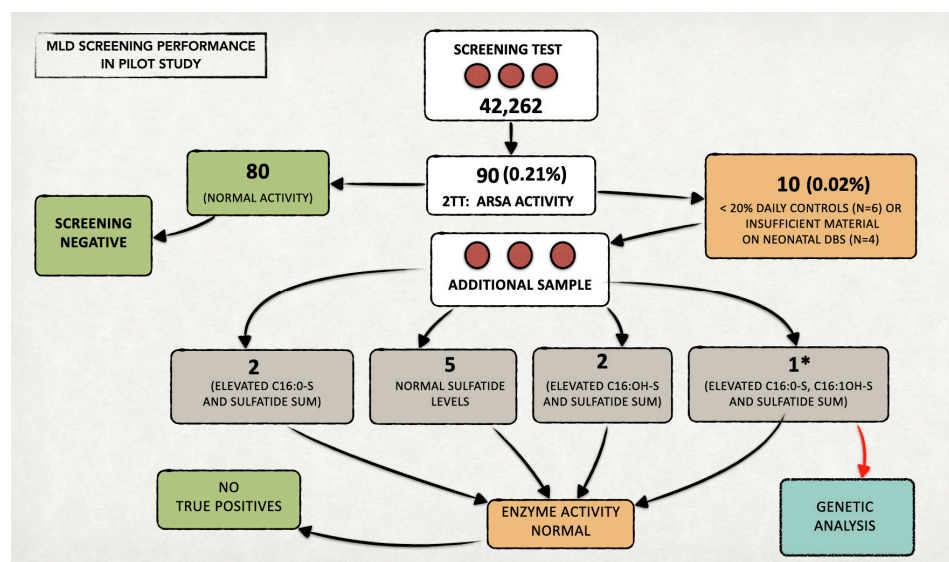 MLD SCREENING PERFORMANCE
IN PILOT STUDY
SCREENING TEST
42,262
80
(NORMAL ACTIVITY)
90 (0.21%)
2TT: ARSA ACTIVITY
10 (0.02%)
< 20% DAILY CONTROLS (N=6) OR
INSUFFICIENT MATERIAL
ON NEONATAL DBS (N=4)
SCREENING
NEGATIVE
ADDITIONAL SAMPLE
2
(ELEVATED C16:0-S
AND SULFATIDE SUM)
5
NORMAL SULFATIDE
LEVELS
2
(ELEVATED C16:OH-S
AND SULFATIDE SUM)
1*
(ELEVATED C16:0-S, C16:1OH-S
AND SULFATIDE SUM)
NO
TRUE POSITIVES
ENZYME ACTIVITY
NORMAL
GENETIC
ANALYSIS